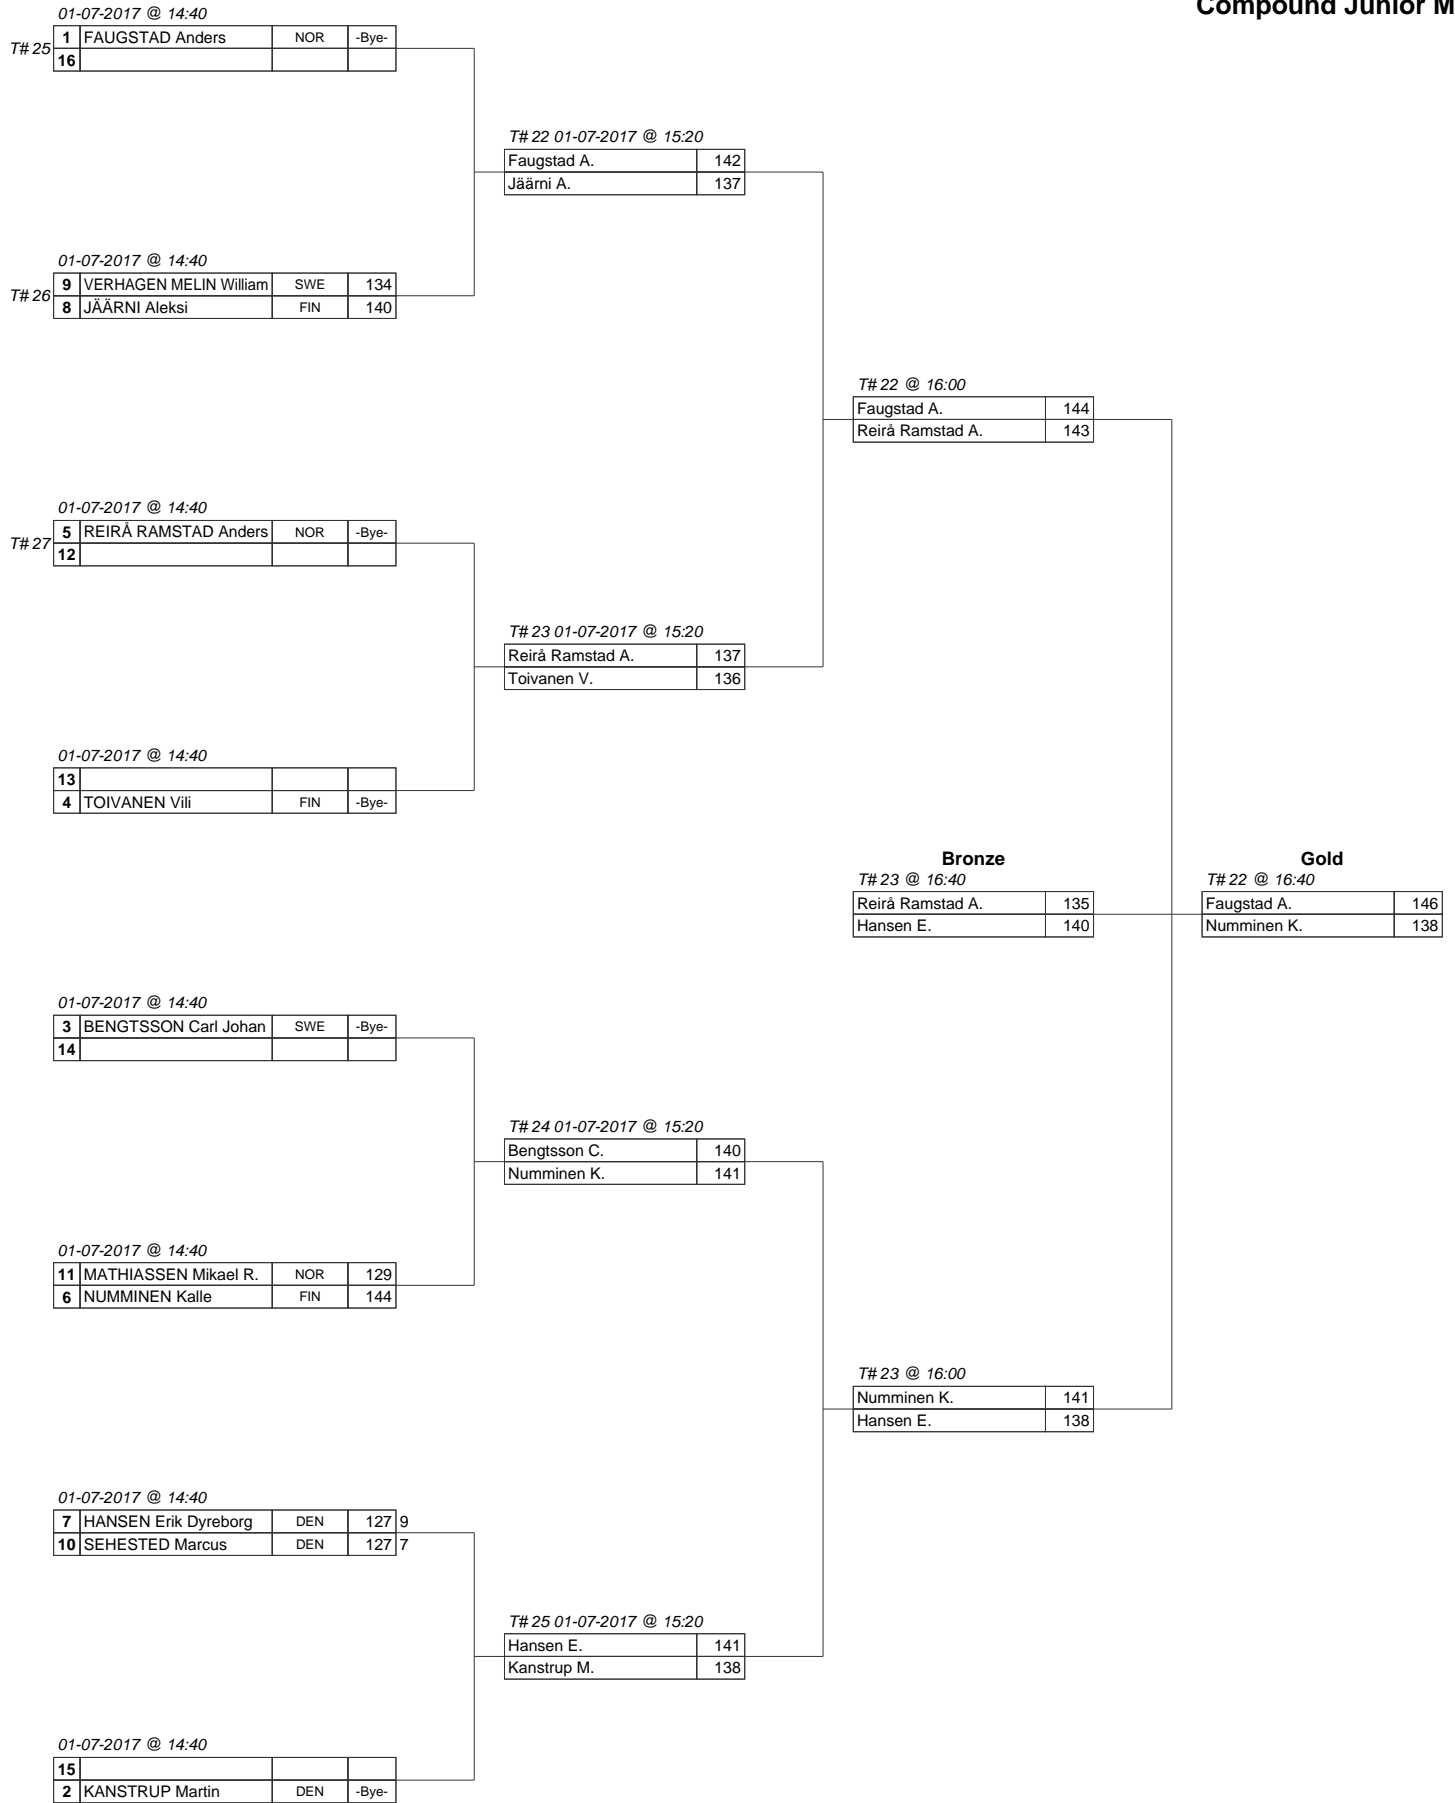 Compound Junior M
01-07-2017 @ 14:40
T# 25
1 FAUGSTAD Anders NOR -Bye-
16
T# 22 01-07-2017 @ 15:20
Faugstad A. 142
Jäärni A. 137
01-07-2017 @ 14:40
T# 26
9 VERHAGEN MELIN William SWE 134
8 JÄÄRNI Aleksi FIN 140
T# 22 @ 16:00
Faugstad A. 144
Reirå Ramstad A. 143
01-07-2017 @ 14:40
T# 27
5 REIRÅ RAMSTAD Anders NOR -Bye-
12
T# 23 01-07-2017 @ 15:20
Reirå Ramstad A. 137
Toivanen V. 136
01-07-2017 @ 14:40
13
4 TOIVANEN Vili FIN -Bye-
Bronze
T# 23 @ 16:40
Reirå Ramstad A. 135
Hansen E. 140
Gold
T# 22 @ 16:40
Faugstad A. 146
Numminen K. 138
01-07-2017 @ 14:40
3 BENGTSSON Carl Johan SWE -Bye-
14
T# 24 01-07-2017 @ 15:20
Bengtsson C. 140
Numminen K. 141
01-07-2017 @ 14:40
11 MATHIASSEN Mikael R. NOR 129
6 NUMMINEN Kalle FIN 144
T# 23 @ 16:00
Numminen K. 141
Hansen E. 138
01-07-2017 @ 14:40
7 HANSEN Erik Dyreborg DEN 127 9
10 SEHESTED Marcus DEN 127 7
T# 25 01-07-2017 @ 15:20
Hansen E. 141
Kanstrup M. 138
01-07-2017 @ 14:40
15
2 KANSTRUP Martin DEN -Bye-